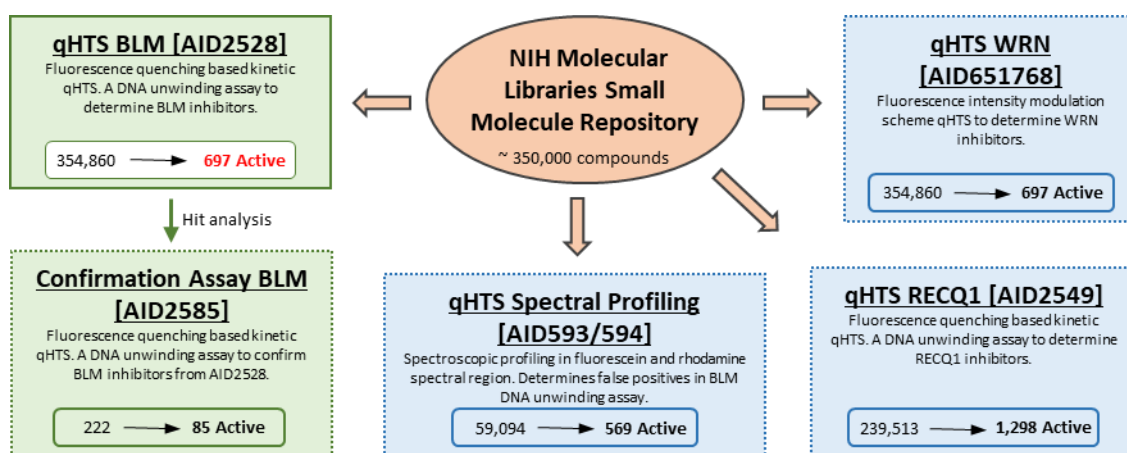 qHTS BLM [AID2528]
Fluorescence quenching based kinetic
qHTS. A DNA unwinding assay to
determine BLM inhibitors.
354,860
697 Active
NIH Molecular
Libraries Small
Molecule Repository
~ 350,000 compounds
qHTS WRN
[AID651768]
Fluorescence intensity modulation
scheme qHTS to determine WRN
inhibitors.
354,860
697 Active
Hit analysis
Confirmation Assay BLM
[AID2585]
Fluorescence quenching based kinetic
qHTS. A DNA unwinding assay to confirm
BLM inhibitors from AID2528.
222
85 Active
qHTS Spectral Profiling
[AID593/594]
Spectroscopic profiling in fluorescein and rhodamine
spectral region. Determines false positives in BLM
DNA unwinding assay.
59,094
569 Active
qHTS RECQ1 [AID2549]
Fluorescence quenching based kinetic
qHTS. A DNA unwinding assay to determine
RECQ1 inhibitors.
239,513
1,298 Active